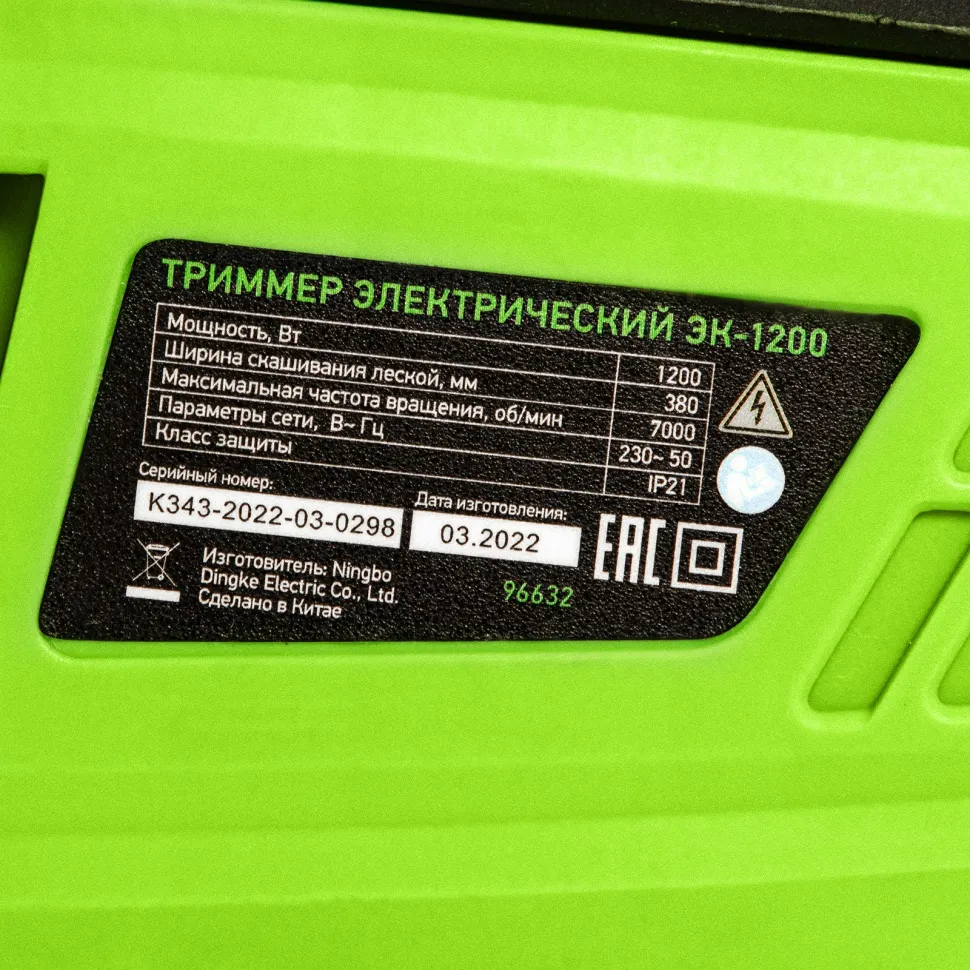 ТРИММЕР ЭЛЕКТРИЧЕСКИЙ ЭК-1200
Мощность, Вт 1200
Ширина скашивания леской, мм 380
Максимальная частота вращения, об/мин 7000
Параметры сети, В~ Гц 230~ 50
Класс защиты IP21
Серийный номер: Дата изготовления:
K343-2022-03-0298 03.2022
EAC
Изготовитель: Ningbo
Dingke Electric Co., Ltd.
Сделано в Китае
96632